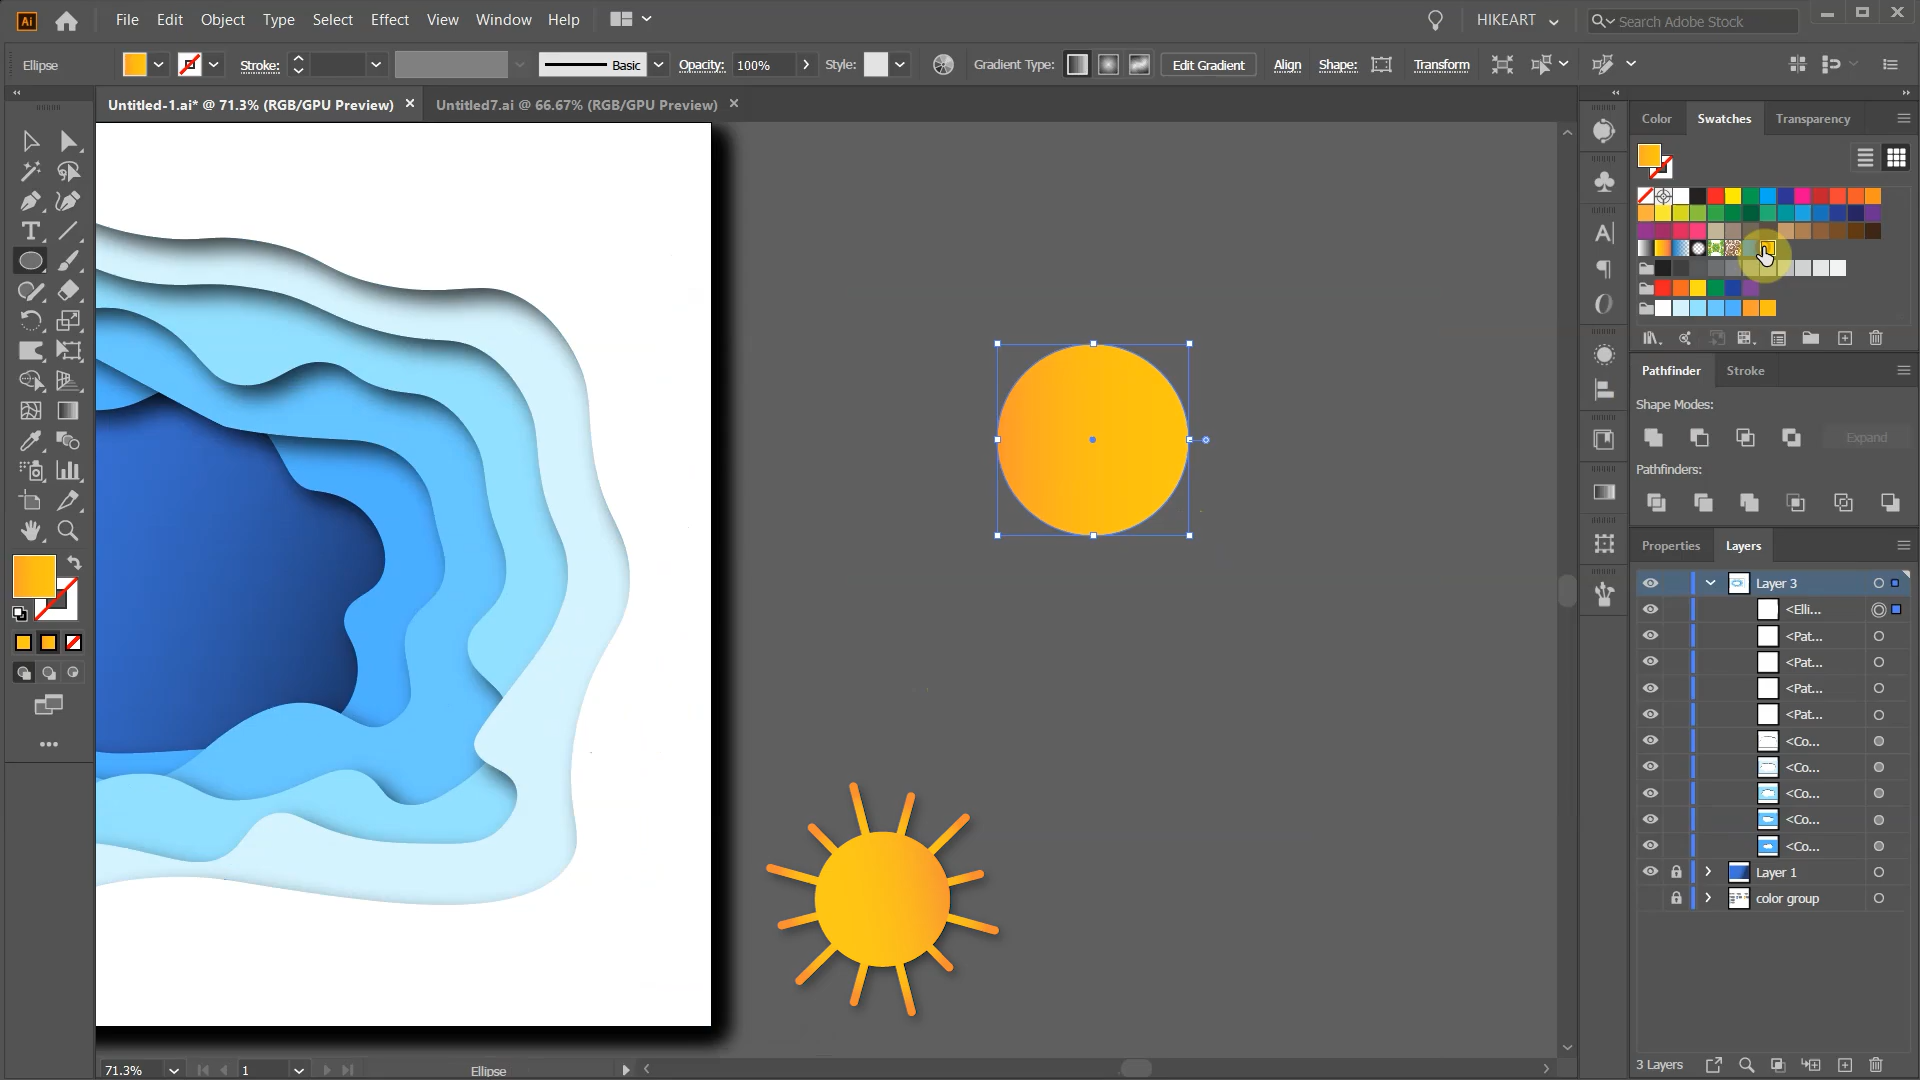 Ai File Edit Object Type Select Effect View Window Help HIKEART Search Adobe Stock
Ellipse Stroke: Basic Opacity: 100% Style: Gradient Type: Edit Gradient Align Shape: Transform
Untitled-1.ai* @ 71.3% (RGB/GPU Preview) × Untitled7.ai @ 66.67% (RGB/GPU Preview) ×
Color Swatches Transparency
Pathfinder Stroke
Shape Modes:
Expand
Pathfinders:
Properties Layers
Layer 3
<Elli...
<Pat...
<Pat...
<Pat...
<Pat...
<Co...
<Co...
<Co...
<Co...
<Co...
Layer 1
color group
3 Layers
71.3% 1 Ellipse